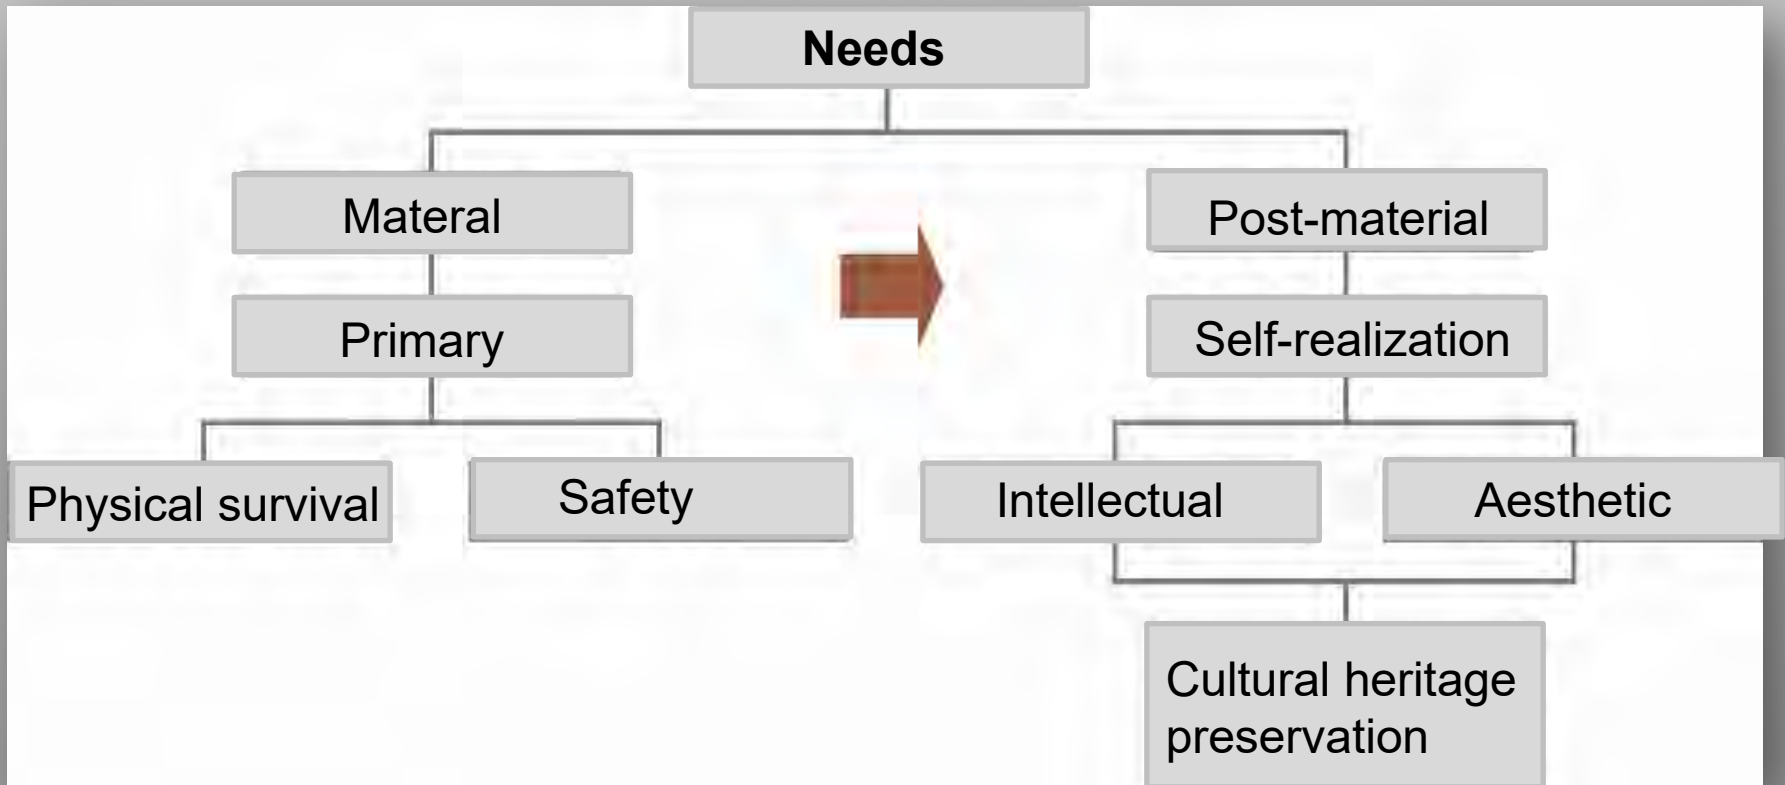 Needs
Materal
Post-material
Primary
Self-realization
Physical survival
Safety
Intellectual
Aesthetic
Cultural heritage
preservation